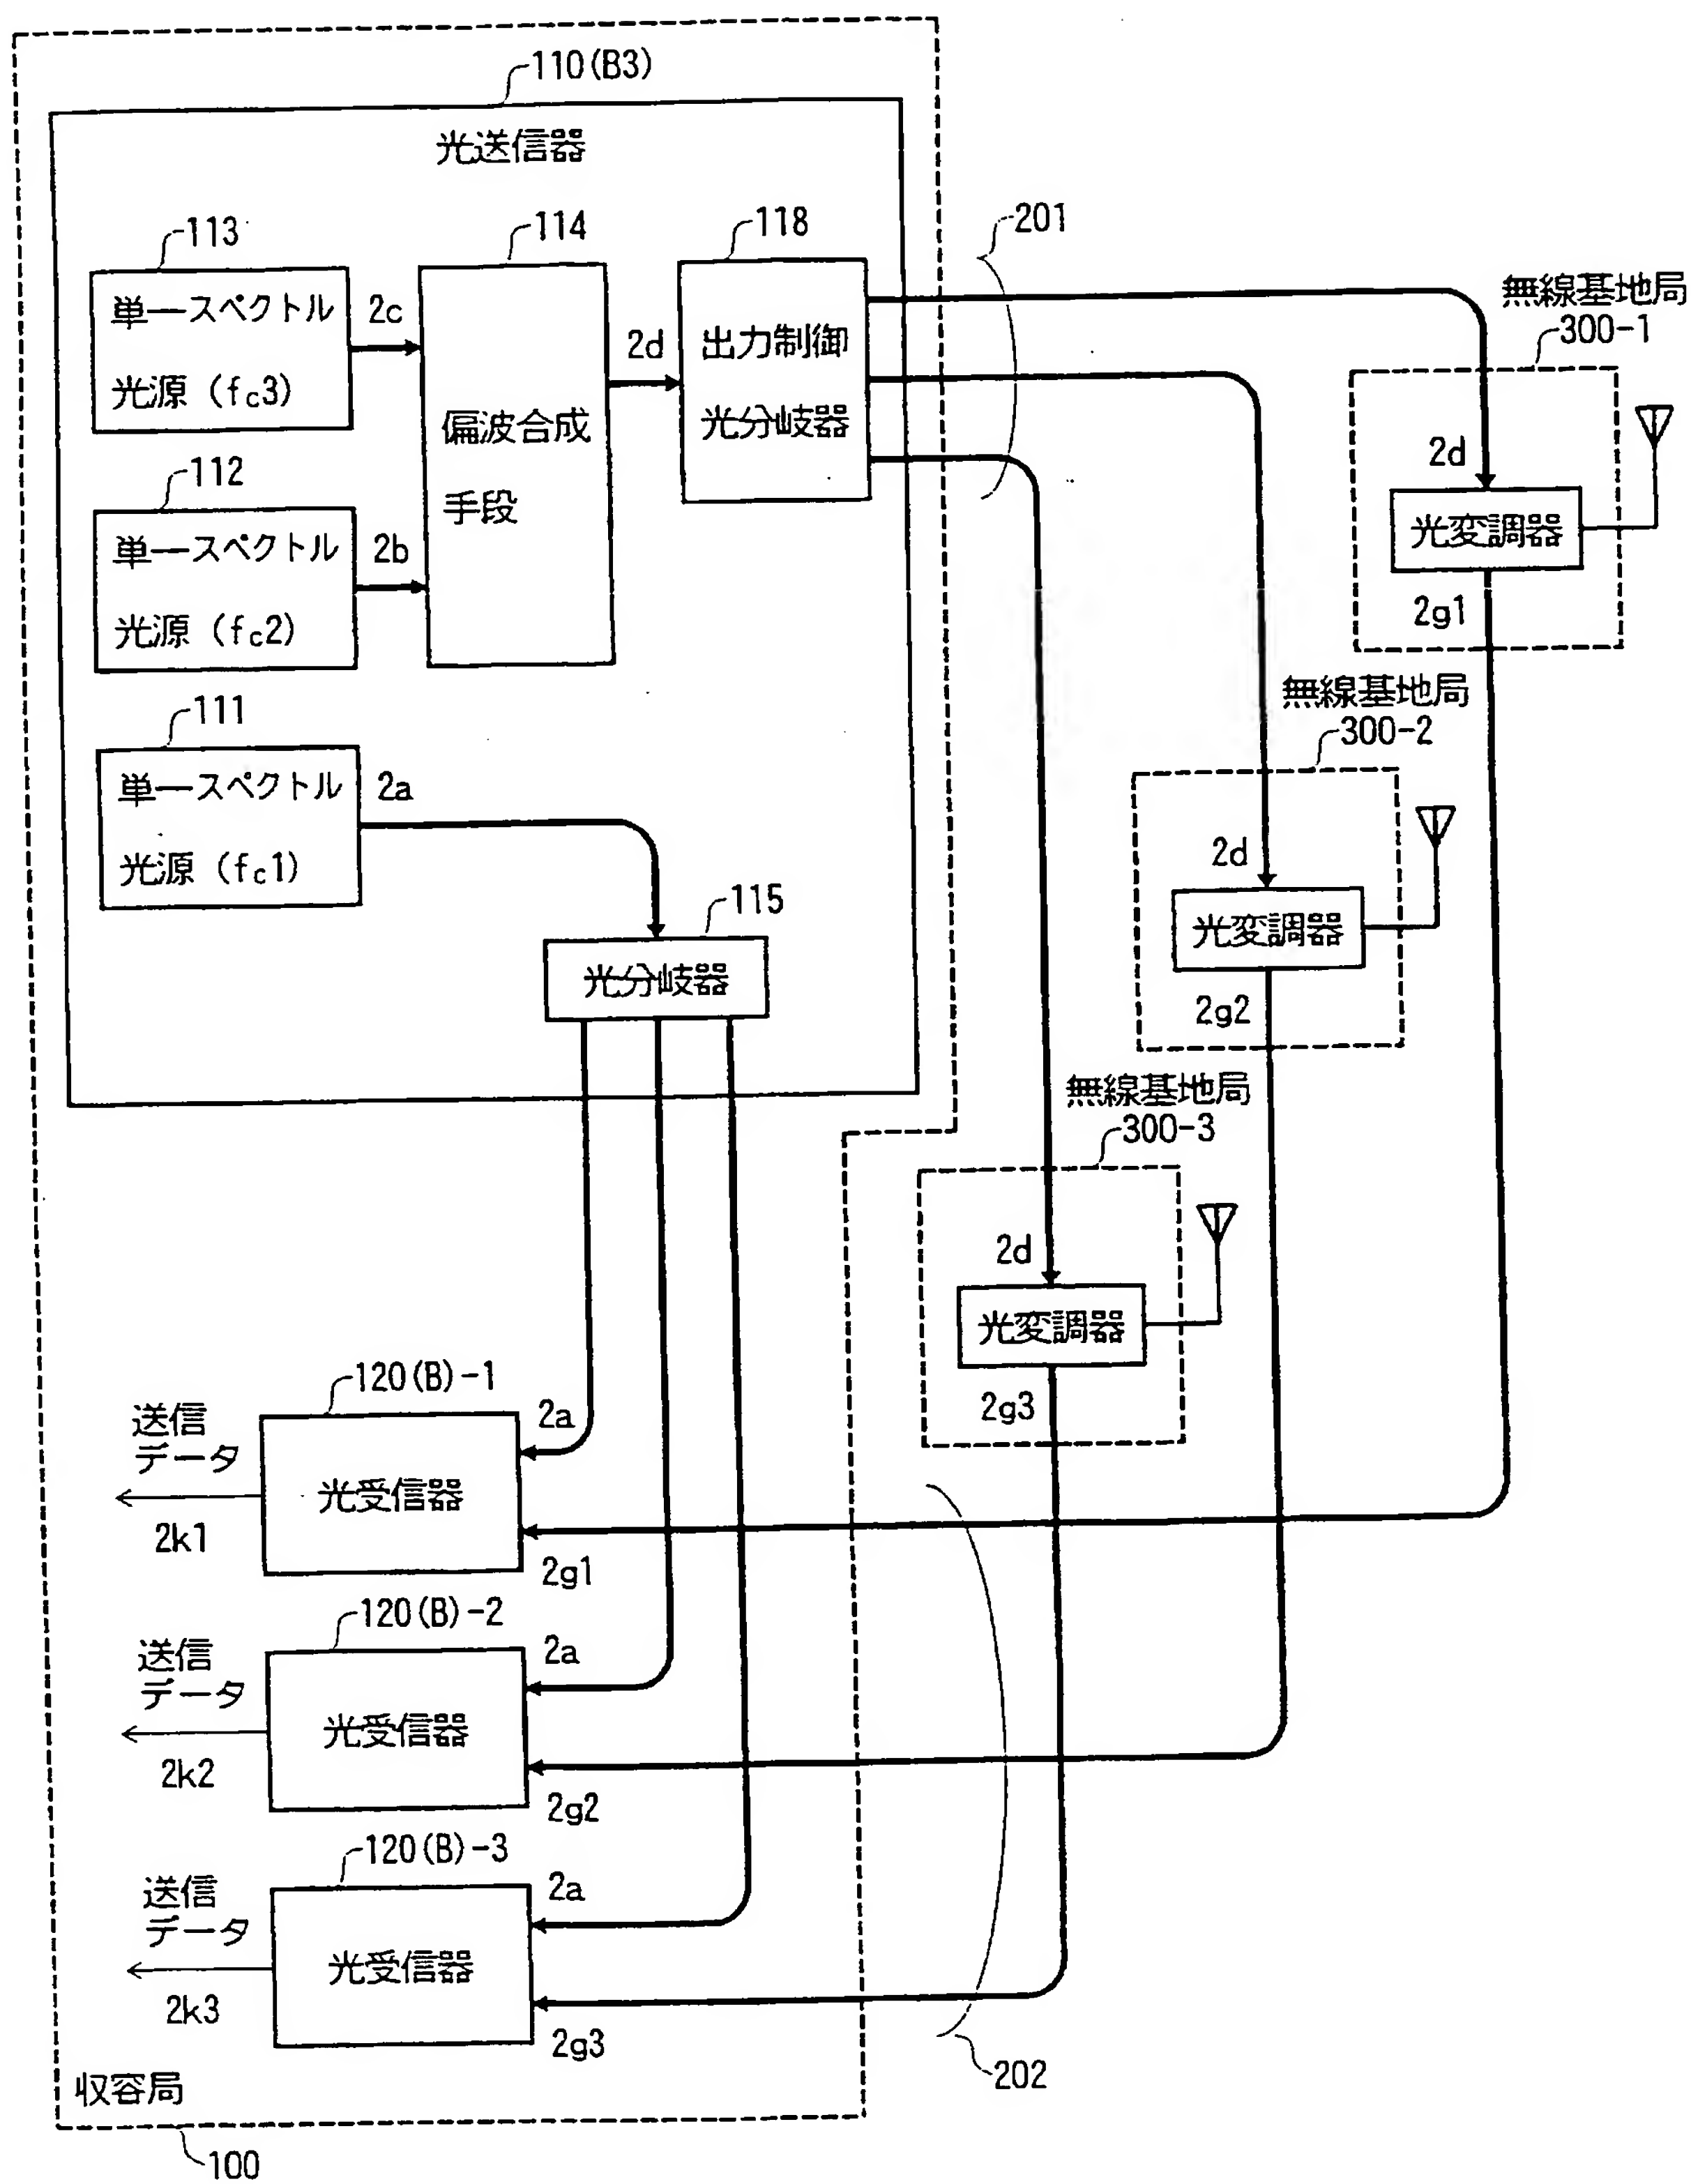 110(B3)
光送信器
113
114
118
201
単一スペクトル
光源(fc3)
2c
偏波合成
手段
2d
出力制御
光分岐器
無線基地局
300-1
2d
光変調器
2g1
112
単一スペクトル
光源(fc2)
2b
無線基地局
300-2
2d
光変調器
2g2
111
単一スペクトル
光源(fc1)
2a
115
光分岐器
無線基地局
300-3
2d
光変調器
2g3
120(B)-1
送信
データ
2a
光受信器
2k1
2g1
120(B)-2
送信
データ
2a
光受信器
2k2
2g2
120(B)-3
送信
データ
2a
光受信器
2k3
2g3
202
収容局
100